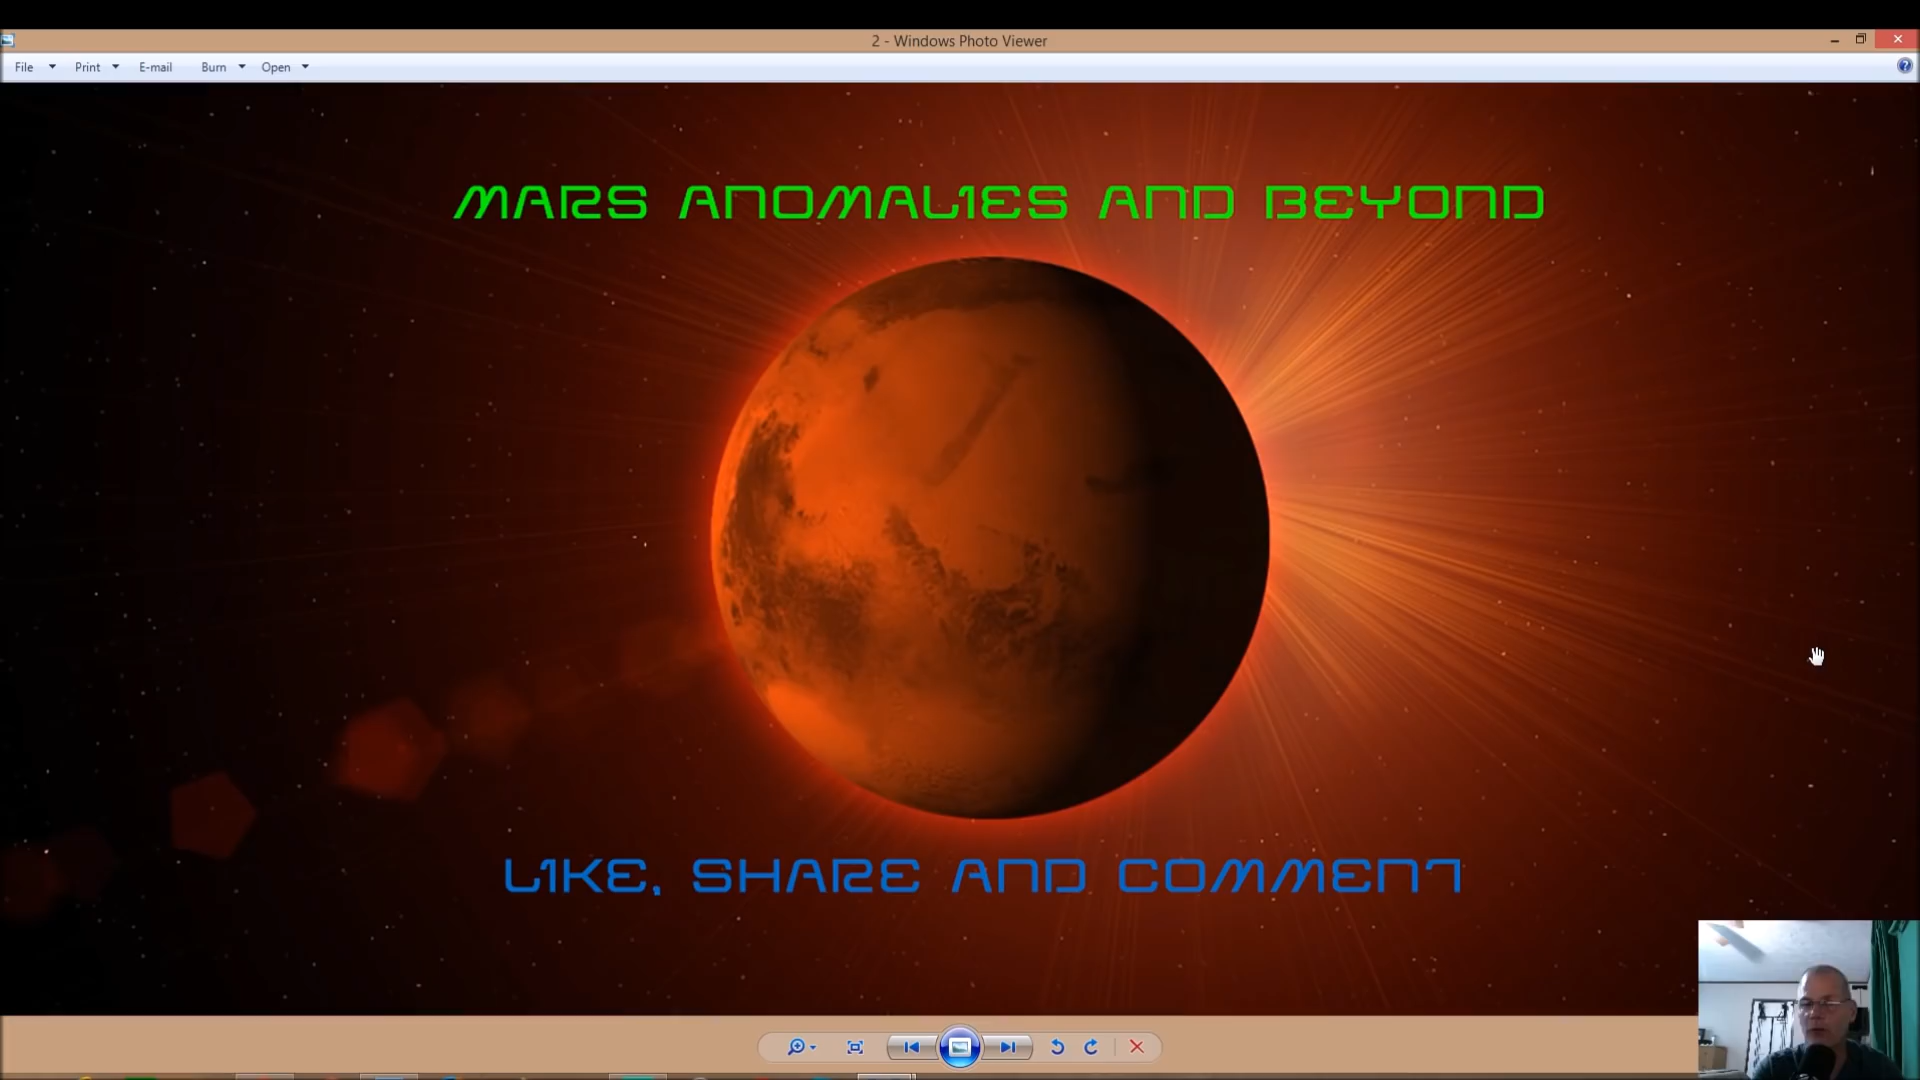 2 - Windows Photo Viewer
File Print E-mail Burn Open
MARS ANOMALIES AND BEYOND
LIKE, SHARE AND COMMENT